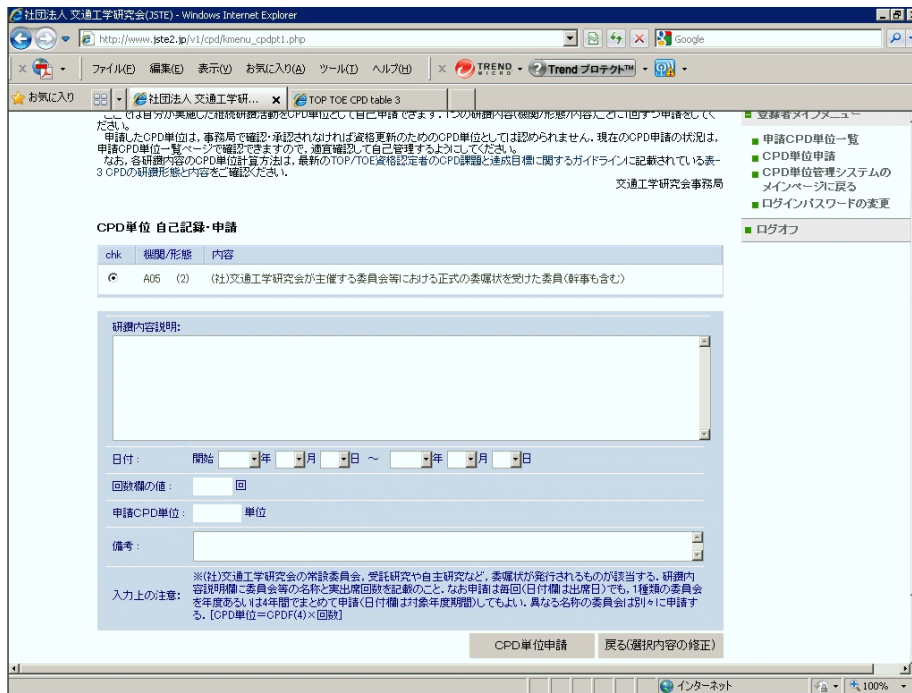 社団法人 交通工学研究会(JSTE) - Windows Internet Explorer
http://www.jste2.jp/v1/cpd/kmenu_cpdpt1.php
Google
ファイル(F) 編集(E) 表示(V) お気に入り(A) ツール(T) ヘルプ(H)
TREND MICRO Trend プロテクト™
お気に入り
社団法人 交通工学研... TOP TOE CPD table 3
ださい。
申請したCPD単位は，事務局で確認・承認されなければ資格更新のためのCPD単位としては認められません．現在のCPD申請の状況は，
申請CPD単位一覧ページで確認できますので，適宜確認して自己管理するようにしてください。
なお，各研鑽内容のCPD単位計算方法は，最新のTOP/TOE資格認定者のCPD課題と達成目標に関するガイドラインに記載されている表-
3 CPDの研鑽形態と内容をご確認ください．
交通工学研究会事務局
登録者メインメニュー
申請CPD単位一覧
CPD単位申請
CPD単位管理システムの
メインページに戻る
ログインパスワードの変更
ログオフ
CPD単位 自己記録・申請
chk 機関/形態 内容
A05 (2) (社)交通工学研究会が主催する委員会等における正式の委嘱状を受けた委員(幹事も含む)
研鑽内容説明:
日付: 開始 年 月 日 ～ 年 月 日
回数欄の値: 回
申請CPD単位: 単位
備考:
入力上の注意:
※(社)交通工学研究会の常設委員会，受託研究や自主研究など，委嘱状が発行されるものが該当する．研鑽内
容説明欄に委員会等の名称と実出席回数を記載のこと．なお申請は毎回(日付欄は出席日)でも，1種類の委員会
を年度あるいは4年間でまとめて申請(日付欄は対象年度期間)してもよい．異なる名称の委員会は別々に申請す
る．[CPD単位=CPDF(4)×回数]
CPD単位申請 戻る(選択内容の修正)
インターネット 100%